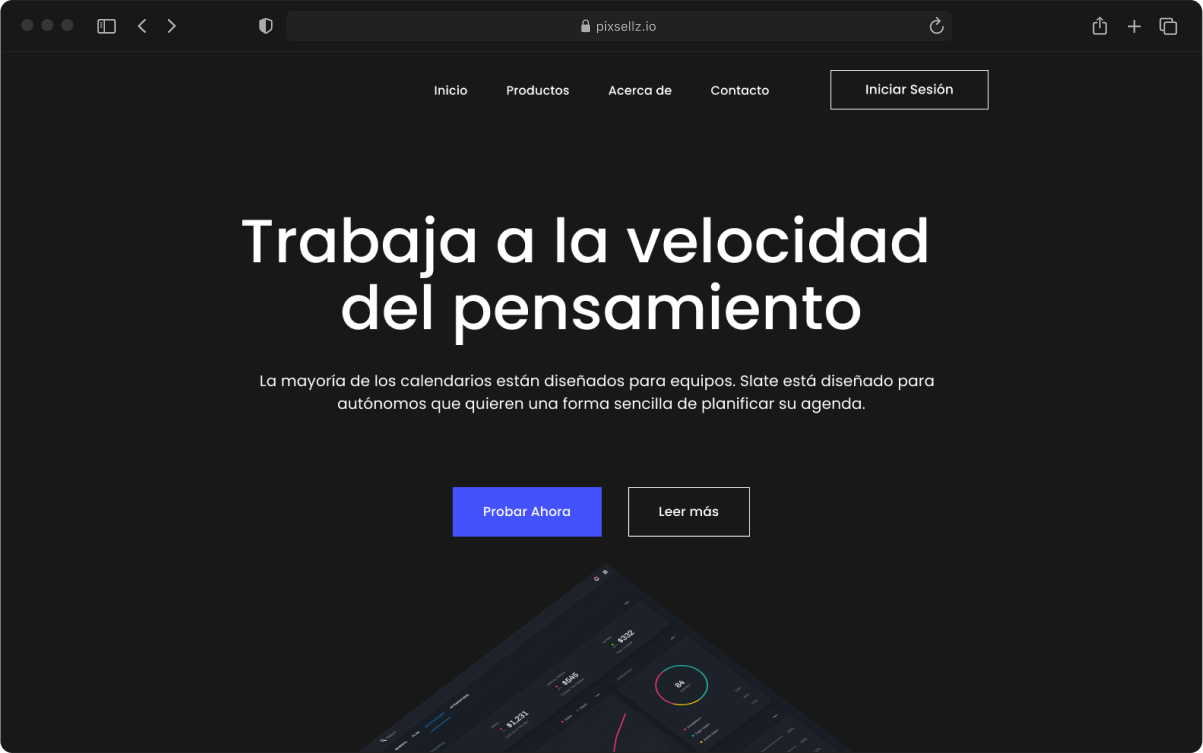 pixsellz.io
Inicio
Productos
Acerca de
Contacto
Iniciar Sesión
Trabaja a la velocidad
del pensamiento
La mayoría de los calendarios están diseñados para equipos. Slate está diseñado para
autónomos que quieren una forma sencilla de planificar su agenda.
Probar Ahora
Leer más
$332
$545
84
$1,231